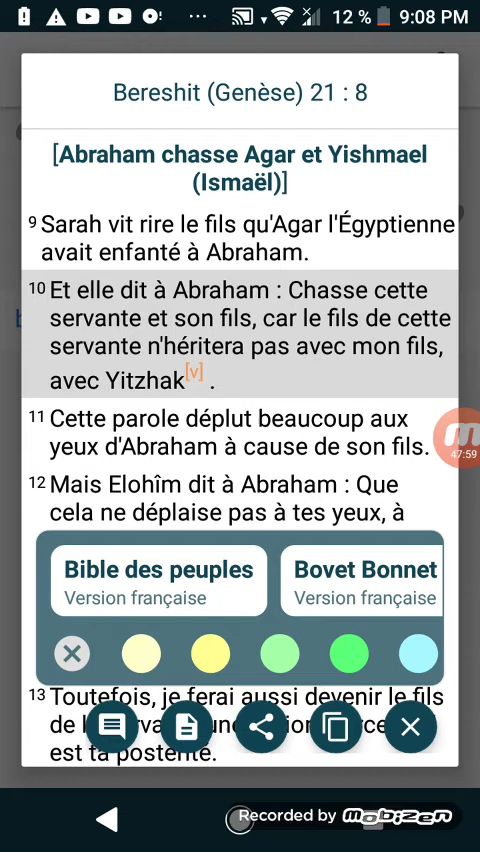 12 % 9:08 PM
Bereshit (Genèse) 21 : 8
[Abraham chasse Agar et Yishmael
(Ismaël)]
9 Sarah vit rire le fils qu'Agar l'Égyptienne
avait enfanté à Abraham.
10 Et elle dit à Abraham : Chasse cette
servante et son fils, car le fils de cette
servante n'héritera pas avec mon fils,
avec Yitzhak[v] .
11 Cette parole déplut beaucoup aux
yeux d'Abraham à cause de son fils.
47:59
12 Mais Elohîm dit à Abraham : Que
cela ne déplaise pas à tes yeux, à
Bible des peuples
Version française
Bovet Bonnet
Version française
13 Toutefois, je ferai aussi devenir le fils
de
est ta postérité.
Recorded by Mobizen